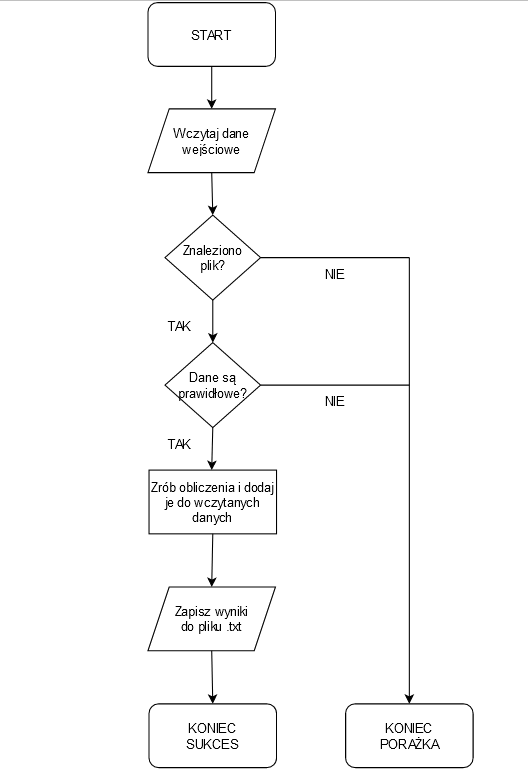 START
Wczytaj dane
wejściowe
Znaleziono
plik?
NIE
TAK
Dane są
prawidłowe?
NIE
TAK
Zrób obliczenia i dodaj
je do wczytanych
danych
Zapisz wyniki
do pliku .txt
KONIEC
SUKCES
KONIEC
PORAŻKA